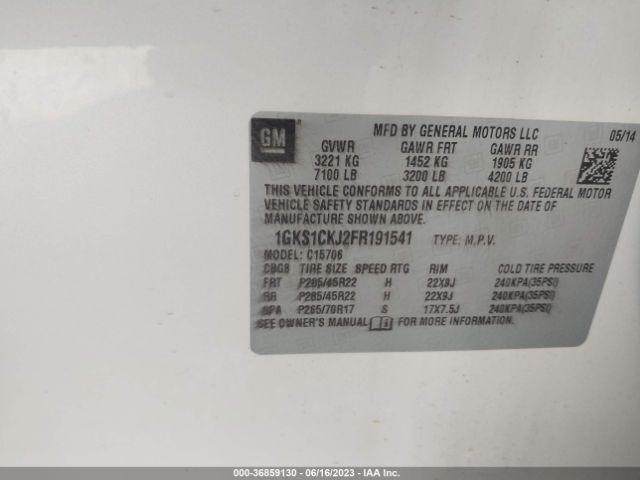 GM
MFD BY GENERAL MOTORS LLC 05/14
GVWR GAWR FRT GAWR RR
3221 KG 1452 KG 1905 KG
7100 LB 3200 LB 4200 LB
THIS VEHICLE CONFORMS TO ALL APPLICABLE U.S. FEDERAL MOTOR
VEHICLE SAFETY STANDARDS IN EFFECT ON THE DATE OF
MANUFACTURE SHOWN ABOVE.
1GKS1CKJ2FR191541 TYPE: M.P.V.
MODEL: C15706
TIRE SIZE SPEED RTG RIM COLD TIRE PRESSURE
FRT P285/45R22 H 22X9J 240KPA(35PSI)
RR P285/45R22 H 22X9J 240KPA(35PSI)
SPA P265/70R17 S 17X7.5J 240KPA(35PSI)
SEE OWNER'S MANUAL FOR MORE INFORMATION.
000-36859130 - 06/16/2023 - IAA Inc.